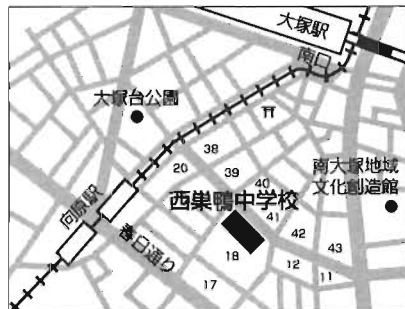 大塚駅
南口
大塚台公園
38
20
39
40
南大塚地域
文化創造館
西巣鴨中学校
41
向原駅
春日通り
42
43
18
12
11
17